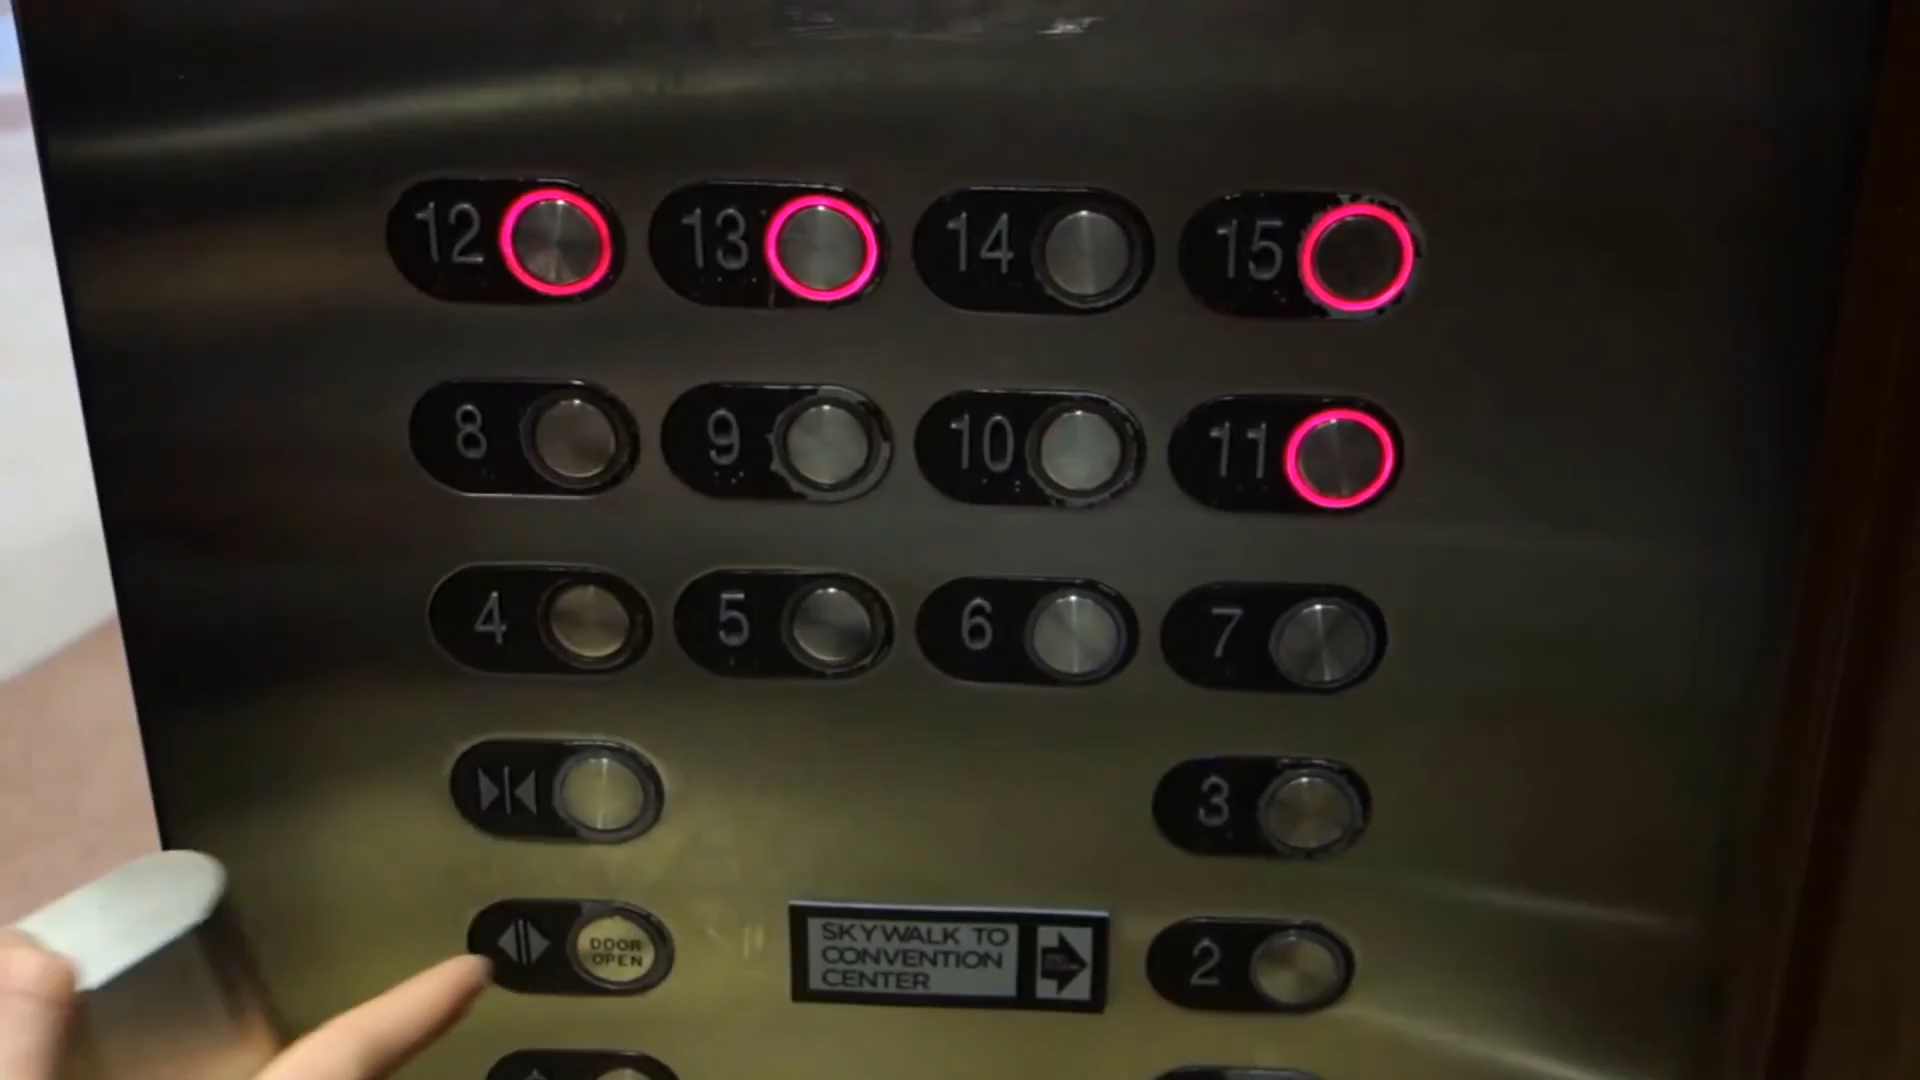 12 13 14 15
8 9 10 11
4 5 6 7
3
DOOR
OPEN
SKYWALK TO
CONVENTION
CENTER
2